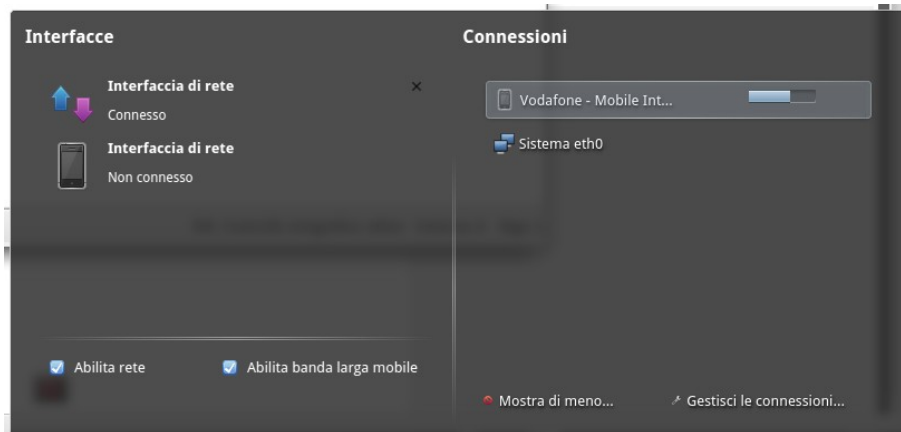 Interfacce
Interfaccia di rete
Connesso
Interfaccia di rete
Non connesso
Abilita rete
Abilita banda larga mobile
Connessioni
Vodafone - Mobile Int...
Sistema eth0
Mostra di meno...
Gestisci le connessioni...